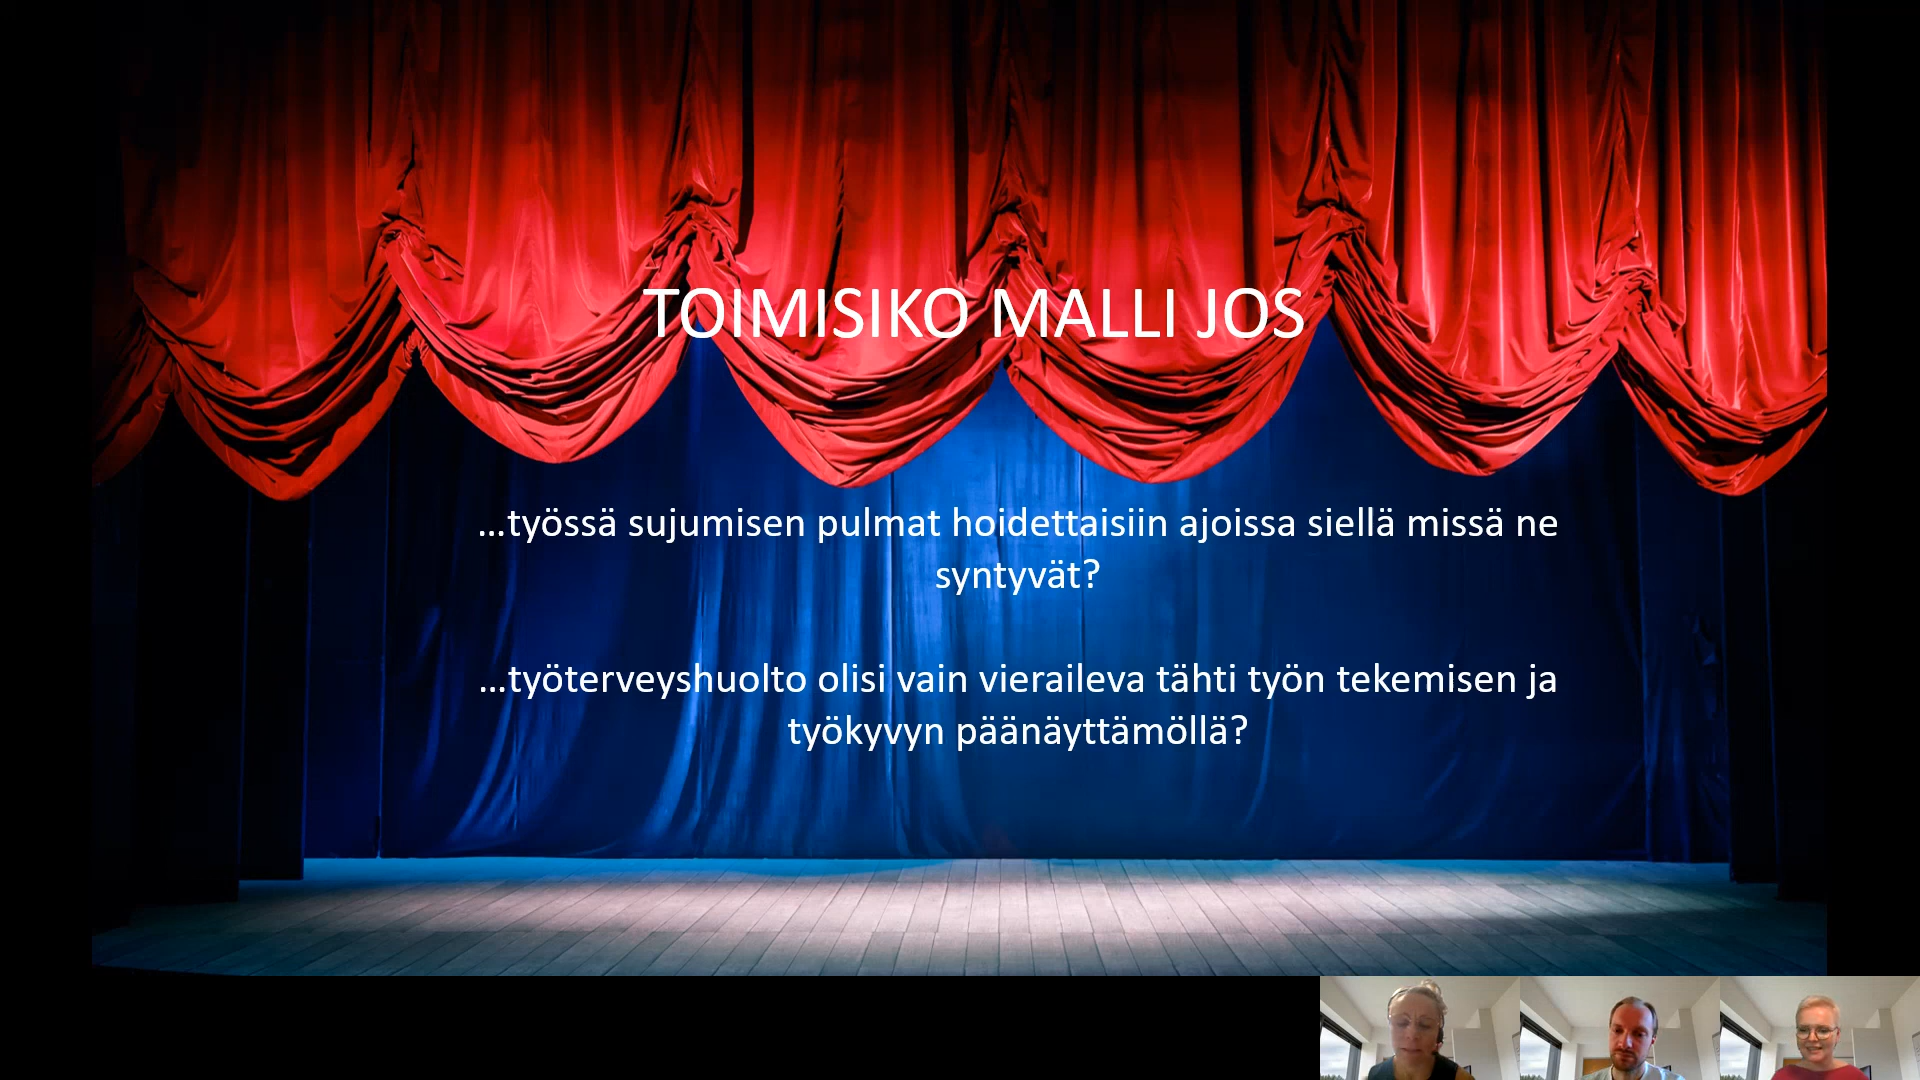 TOIMISIKO MALLI JOS
...työssä sujumisen pulmat hoidettaisiin ajoissa siellä missä ne
syntyvät?
...työterveyshuolto olisi vain vieraileva tähti työn tekemisen ja
työkyvyn päänäyttämöllä?